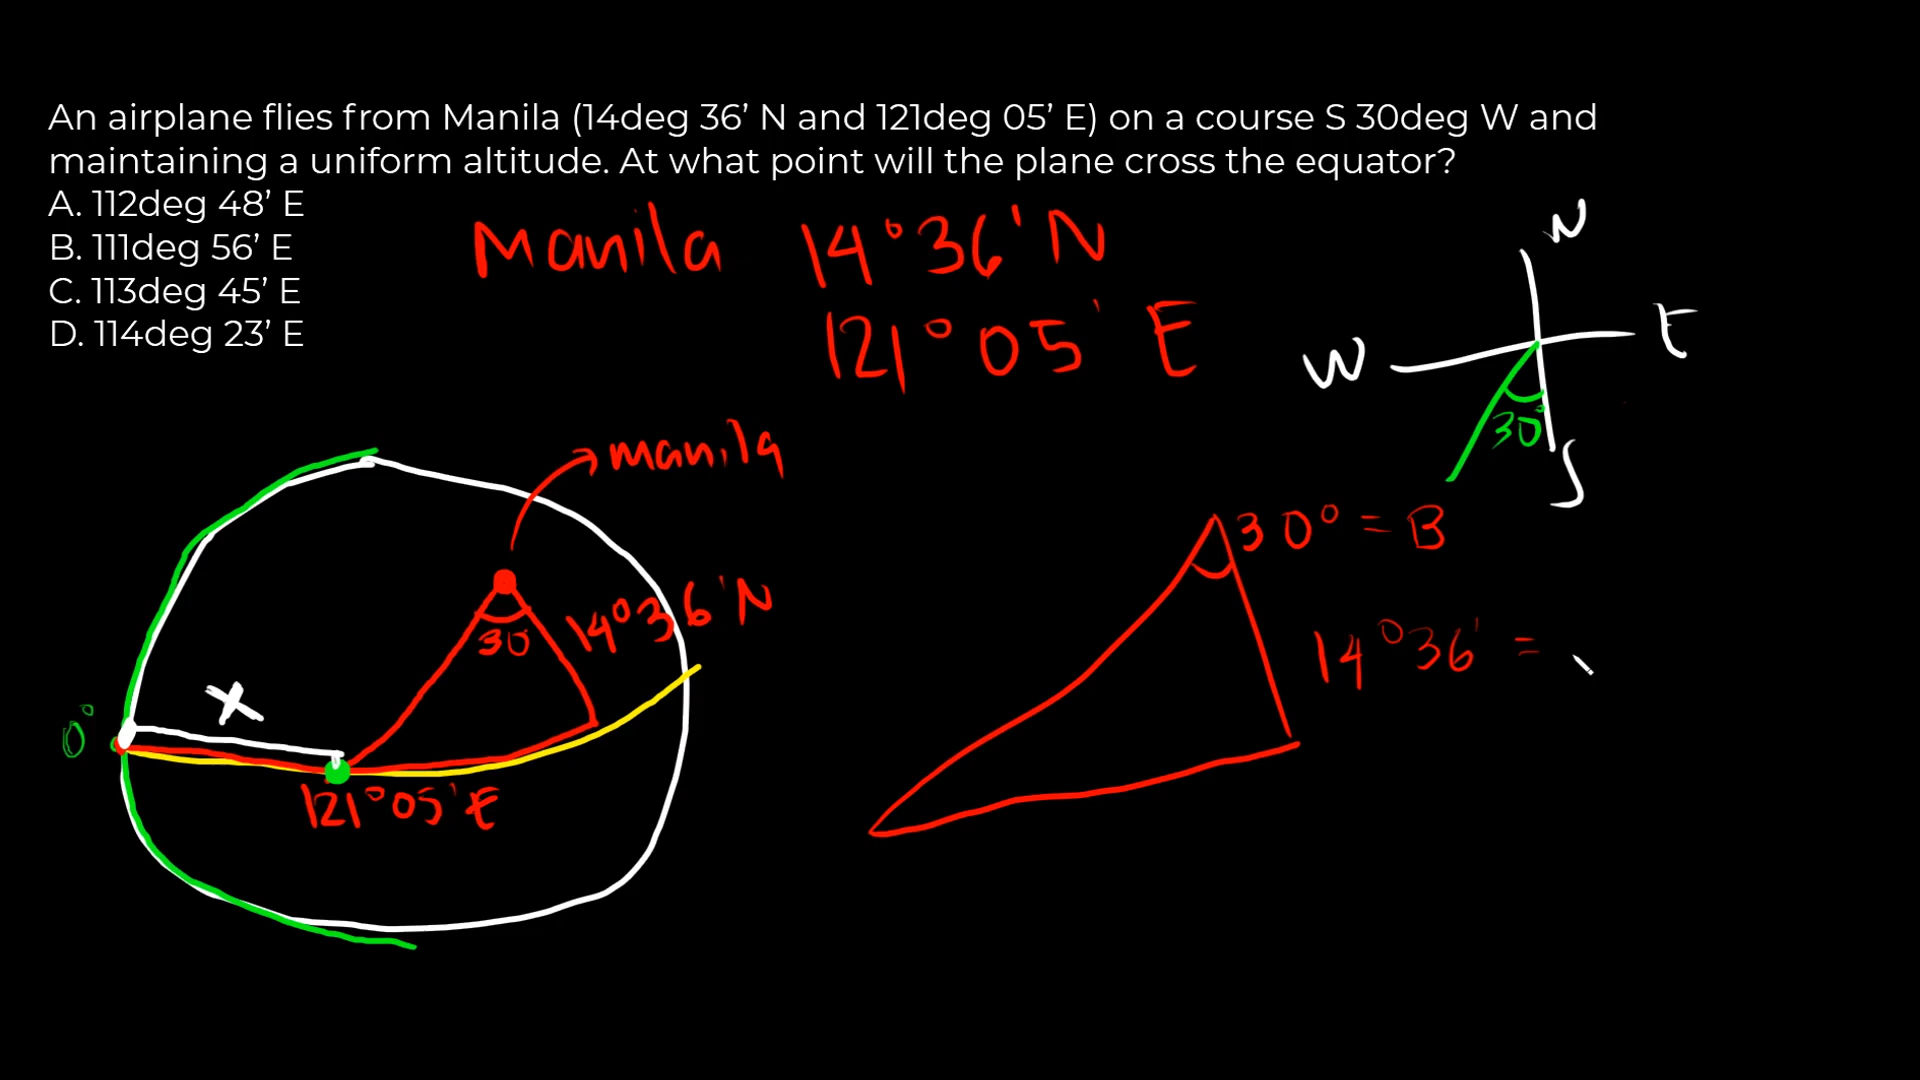 An airplane flies from Manila (14deg 36’ N and 121deg 05’ E) on a course S 30deg W and
maintaining a uniform altitude. At what point will the plane cross the equator?
A. 112deg 48’ E
B. 111deg 56’ E
C. 113deg 45’ E
D. 114deg 23’ E
Manila 14°36'N
121°05' E
N
W
E
30°
S
manila
30°
14°36'N
x
0°
121°05'E
30° = B
14°36' =